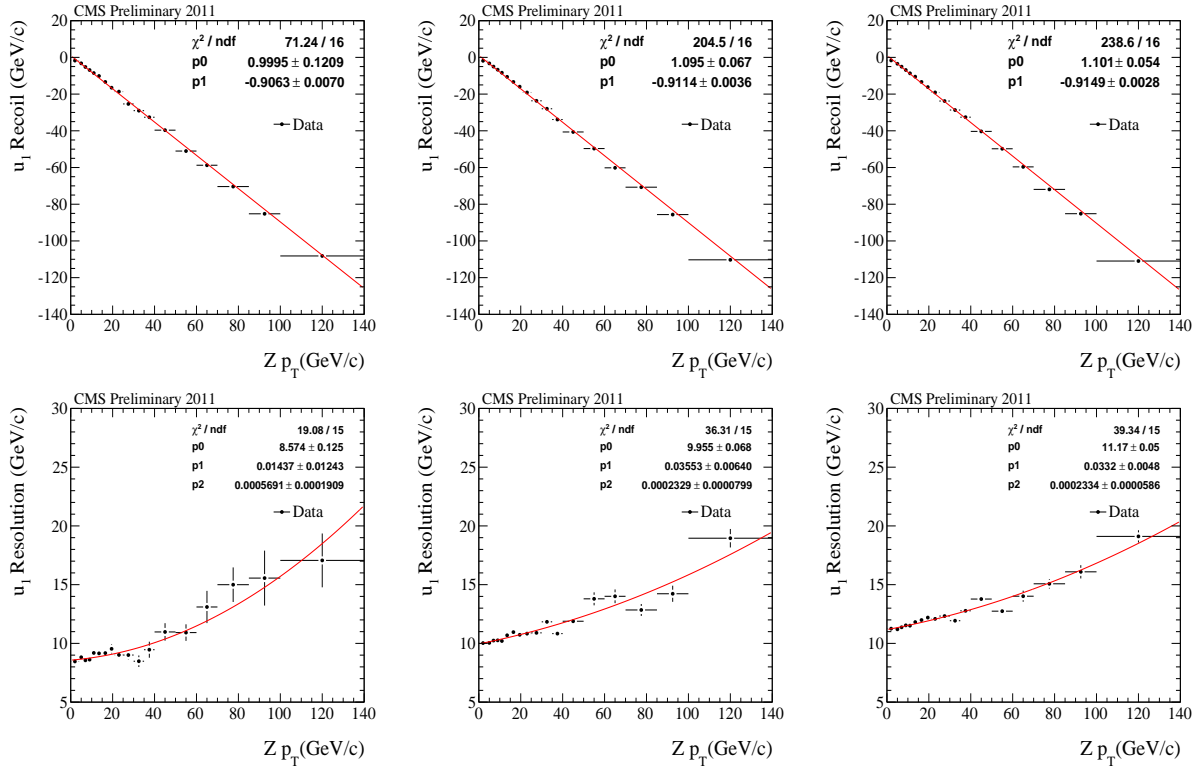 CMS Preliminary 2011
u1 Recoil (GeV/c)
χ² / ndf 71.24 / 16
p0 0.9995 ± 0.1209
p1 -0.9063 ± 0.0070
Data
0
-20
-40
-60
-80
-100
-120
-140
0 20 40 60 80 100 120 140
Z pT(GeV/c)
CMS Preliminary 2011
u1 Recoil (GeV/c)
χ² / ndf 204.5 / 16
p0 1.095 ± 0.067
p1 -0.9114 ± 0.0036
Data
0
-20
-40
-60
-80
-100
-120
-140
0 20 40 60 80 100 120 140
Z pT(GeV/c)
CMS Preliminary 2011
u1 Recoil (GeV/c)
χ² / ndf 238.6 / 16
p0 1.101 ± 0.054
p1 -0.9149 ± 0.0028
Data
0
-20
-40
-60
-80
-100
-120
-140
0 20 40 60 80 100 120 140
Z pT(GeV/c)
CMS Preliminary 2011
u1 Resolution (GeV/c)
χ² / ndf 19.08 / 15
p0 8.574 ± 0.125
p1 0.01437 ± 0.01243
p2 0.0005691 ± 0.0001909
Data
30
25
20
15
10
5
0 20 40 60 80 100 120 140
Z pT(GeV/c)
CMS Preliminary 2011
u1 Resolution (GeV/c)
χ² / ndf 36.31 / 15
p0 9.955 ± 0.068
p1 0.03553 ± 0.00640
p2 0.0002329 ± 0.0000799
Data
30
25
20
15
10
5
0 20 40 60 80 100 120 140
Z pT(GeV/c)
CMS Preliminary 2011
u1 Resolution (GeV/c)
χ² / ndf 39.34 / 15
p0 11.17 ± 0.05
p1 0.0332 ± 0.0048
p2 0.0002334 ± 0.0000586
Data
30
25
20
15
10
5
0 20 40 60 80 100 120 140
Z pT(GeV/c)